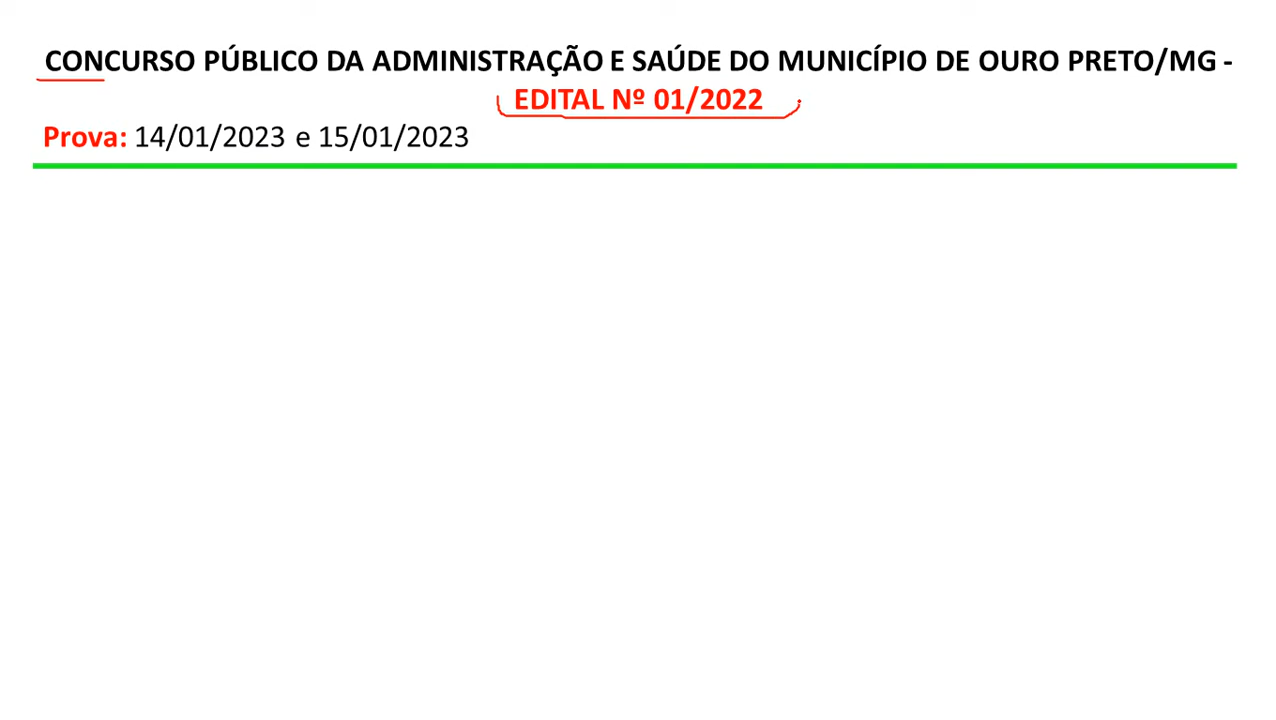 CONCURSO PÚBLICO DA ADMINISTRAÇÃO E SAÚDE DO MUNICÍPIO DE OURO PRETO/MG -
EDITAL Nº 01/2022
Prova: 14/01/2023 e 15/01/2023